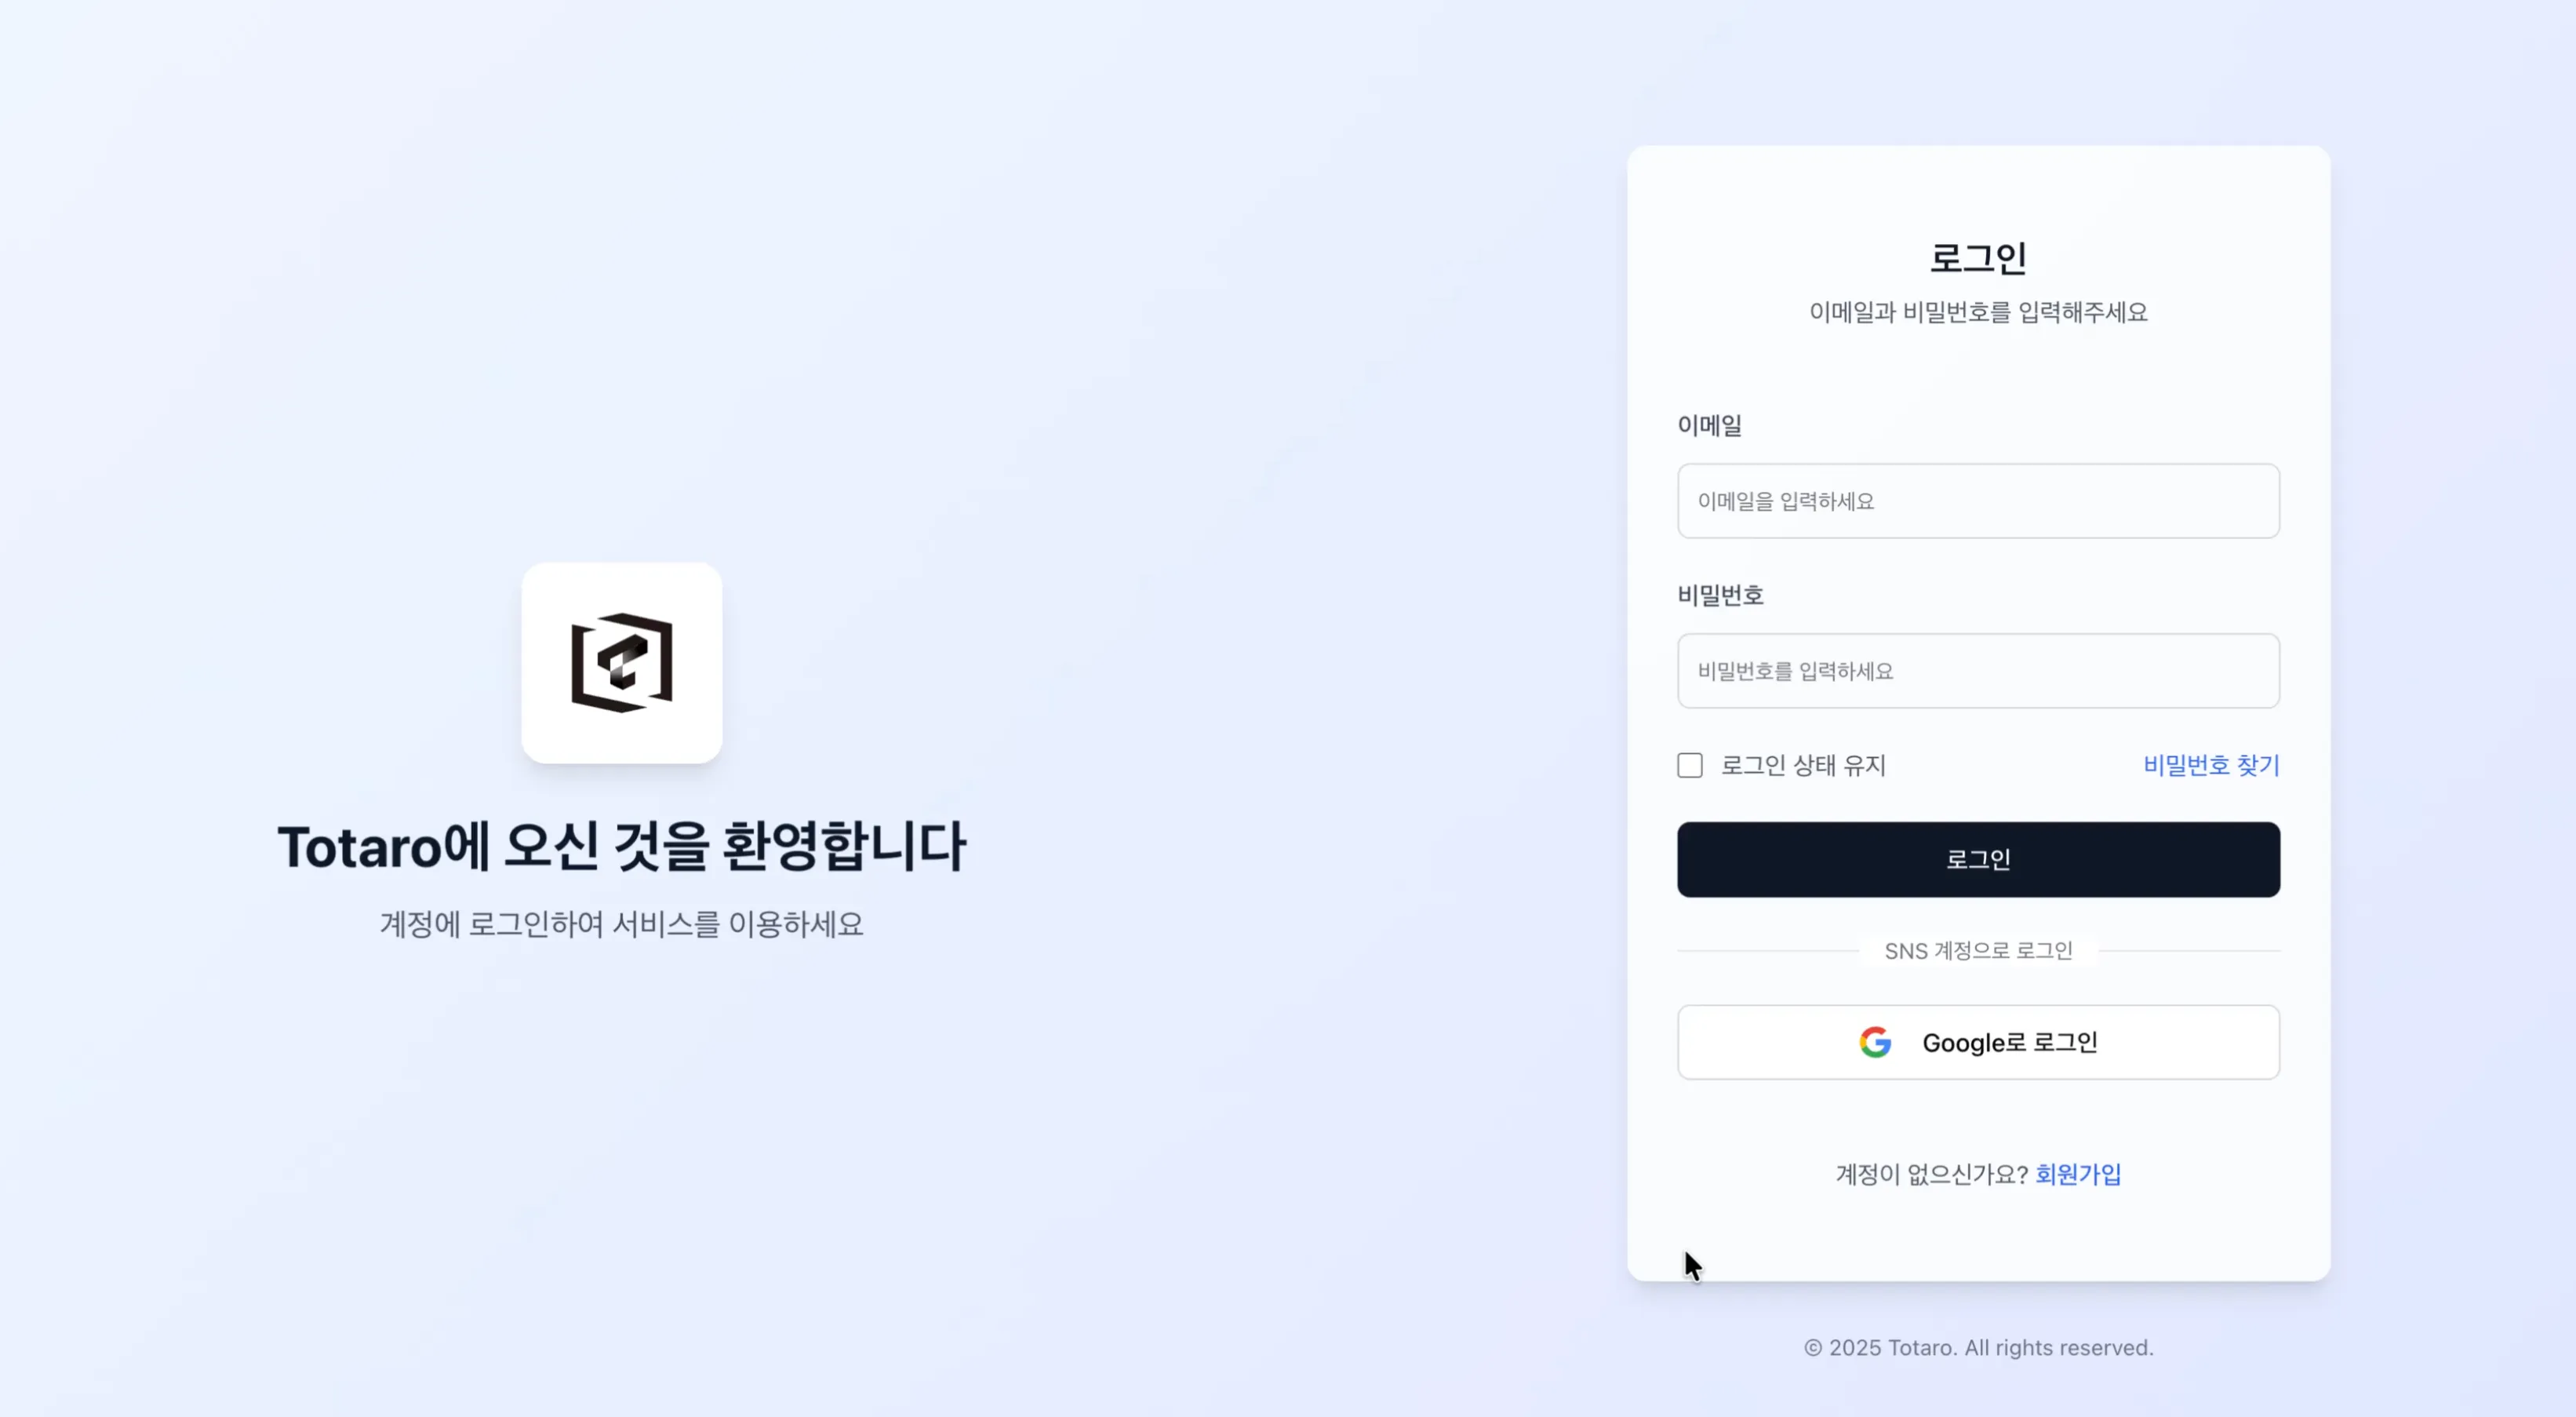 Totaro에 오신 것을 환영합니다
계정에 로그인하여 서비스를 이용하세요
로그인
이메일과 비밀번호를 입력해주세요
이메일
이메일을 입력하세요
비밀번호
비밀번호를 입력하세요
로그인 상태 유지 비밀번호 찾기
로그인
SNS 계정으로 로그인
Google로 로그인
계정이 없으신가요? 회원가입
© 2025 Totaro. All rights reserved.